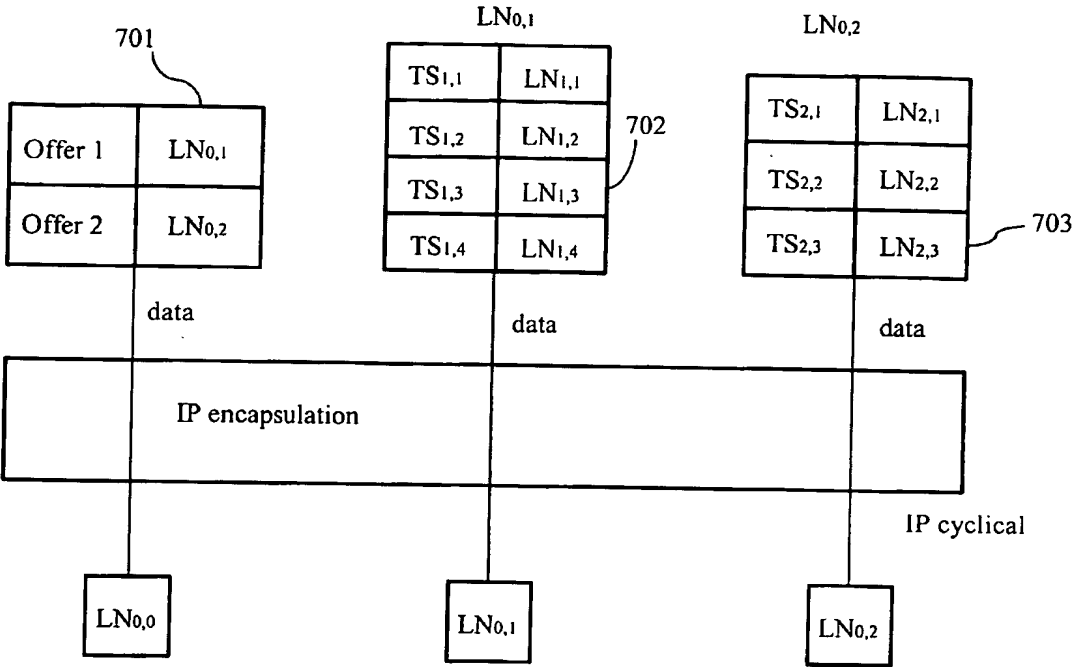 701
Offer 1 LN0,1
Offer 2 LN0,2
LN0,1
TS1,1 LN1,1
TS1,2 LN1,2
TS1,3 LN1,3
TS1,4 LN1,4
702
LN0,2
TS2,1 LN2,1
TS2,2 LN2,2
TS2,3 LN2,3
703
data
data
data
IP encapsulation
IP cyclical
LN0,0
LN0,1
LN0,2